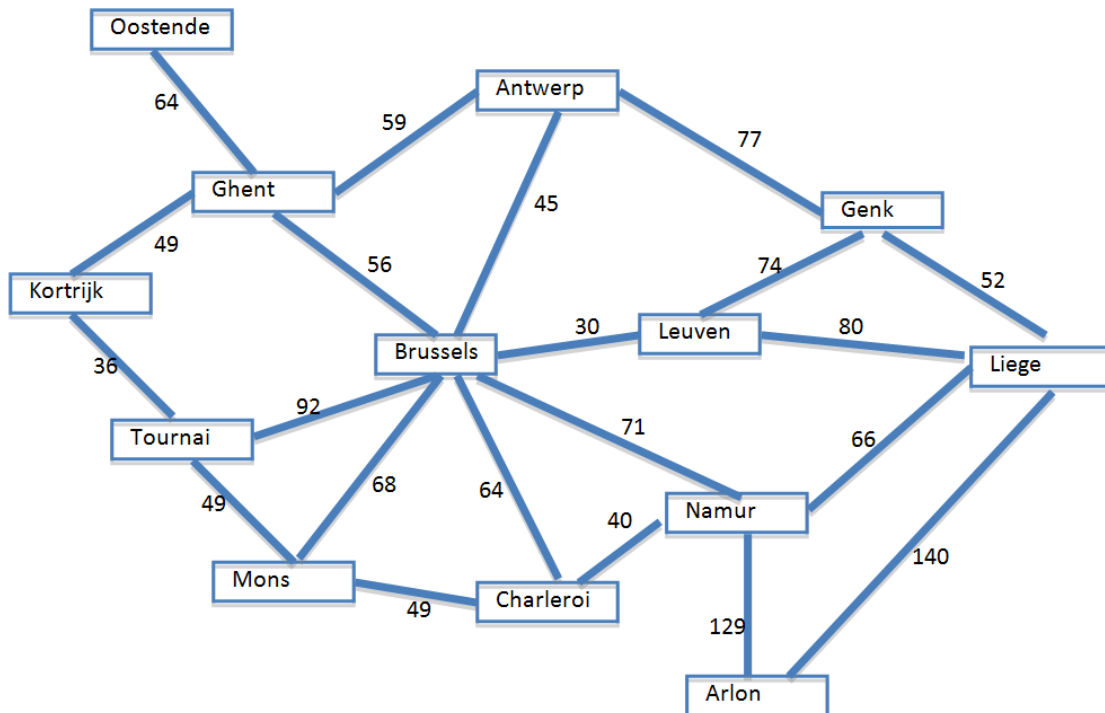 Oostende
64
Antwerp
59
77
Ghent
45
Genk
49
56
74
52
Kortrijk
30
Leuven
80
Brussels
Liege
36
92
71
Tournai
66
49
68
64
Namur
40
140
Mons
49
Charleroi
129
Arlon